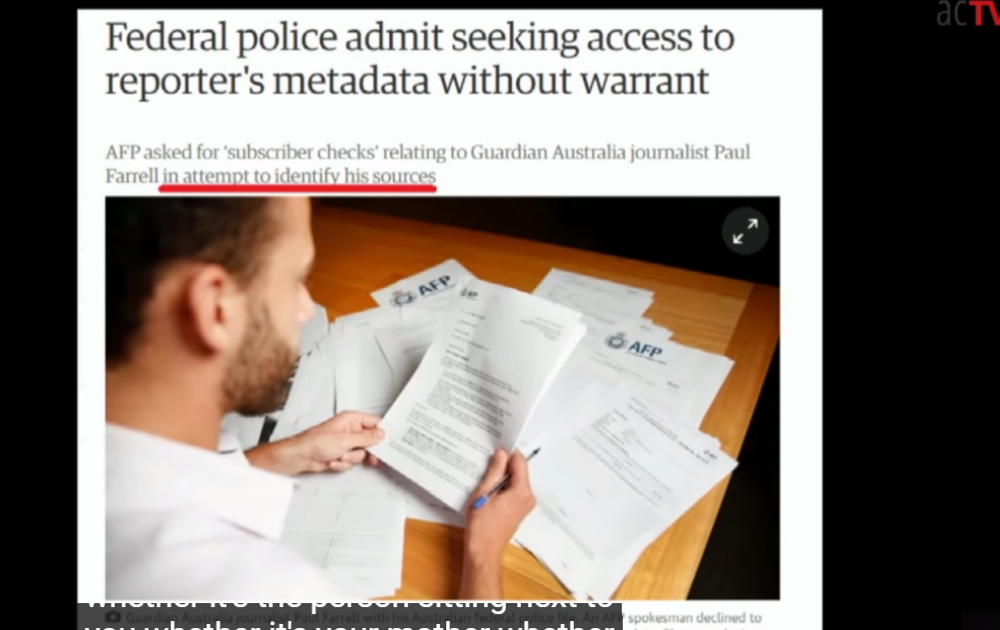 acTV
Federal police admit seeking access to
reporter's metadata without warrant
AFP asked for ‘subscriber checks’ relating to Guardian Australia journalist Paul
Farrell in attempt to identify his sources
AFP
AFP
whether it's the person sitting next to
Guardian Australia journalist Paul Farrell with his Australian federal police file. An AFP spokesman declined to
you whether it's your mother whether